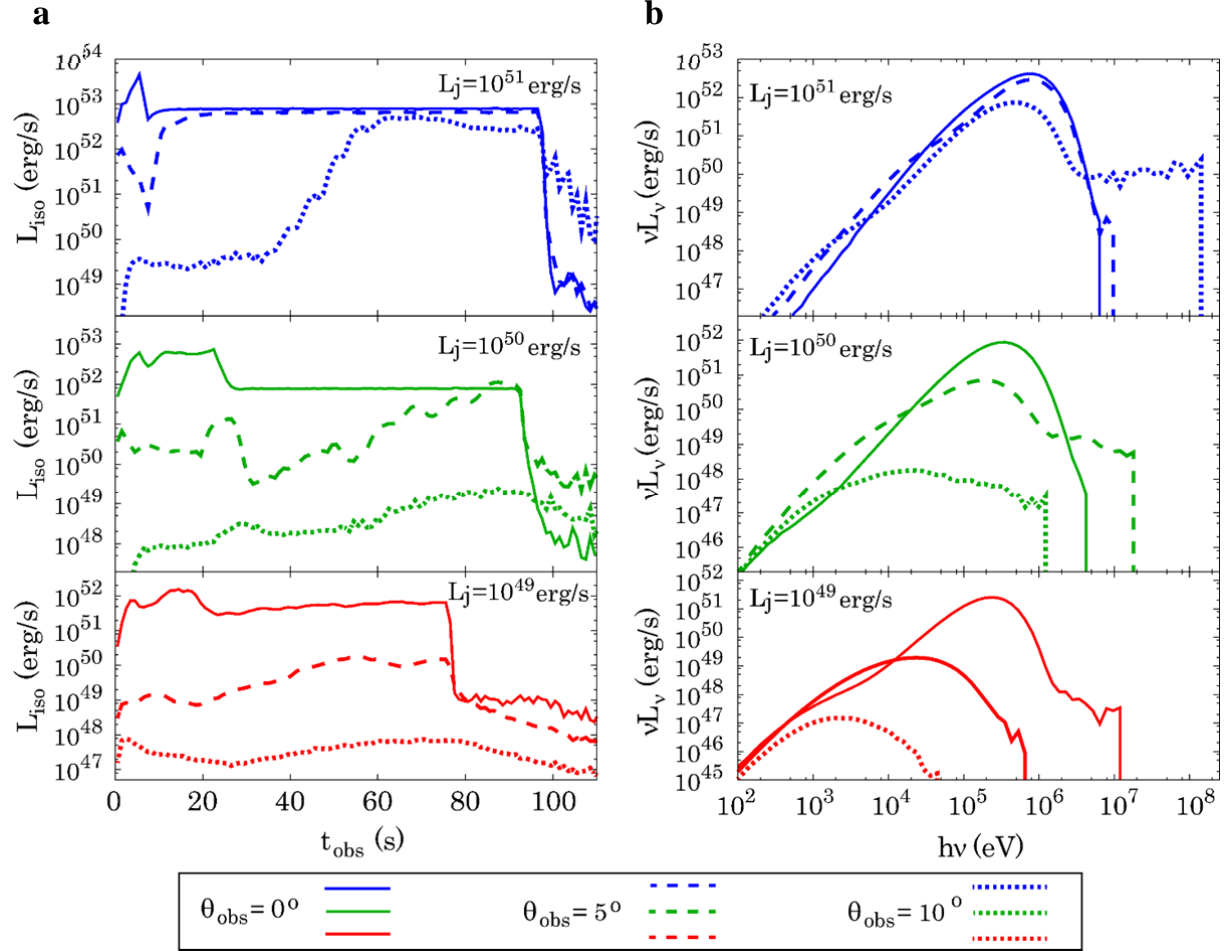 a
b
10^54
10^53
10^52
10^51
10^50
10^49
L_iso (erg/s)
Lj=10^51 erg/s
10^53
10^52
10^51
10^50
10^49
10^48
L_iso (erg/s)
Lj=10^50 erg/s
10^52
10^51
10^50
10^49
10^48
10^47
L_iso (erg/s)
Lj=10^49 erg/s
0 20 40 60 80 100
t_obs (s)
10^53
10^52
10^51
10^50
10^49
10^48
10^47
νL_ν (erg/s)
Lj=10^51 erg/s
10^52
10^51
10^50
10^49
10^48
10^47
10^46
νL_ν (erg/s)
Lj=10^50 erg/s
10^52
10^51
10^50
10^49
10^48
10^47
10^46
10^45
νL_ν (erg/s)
Lj=10^49 erg/s
10^2 10^3 10^4 10^5 10^6 10^7 10^8
hν (eV)
θ_obs = 0° θ_obs = 5° θ_obs = 10°